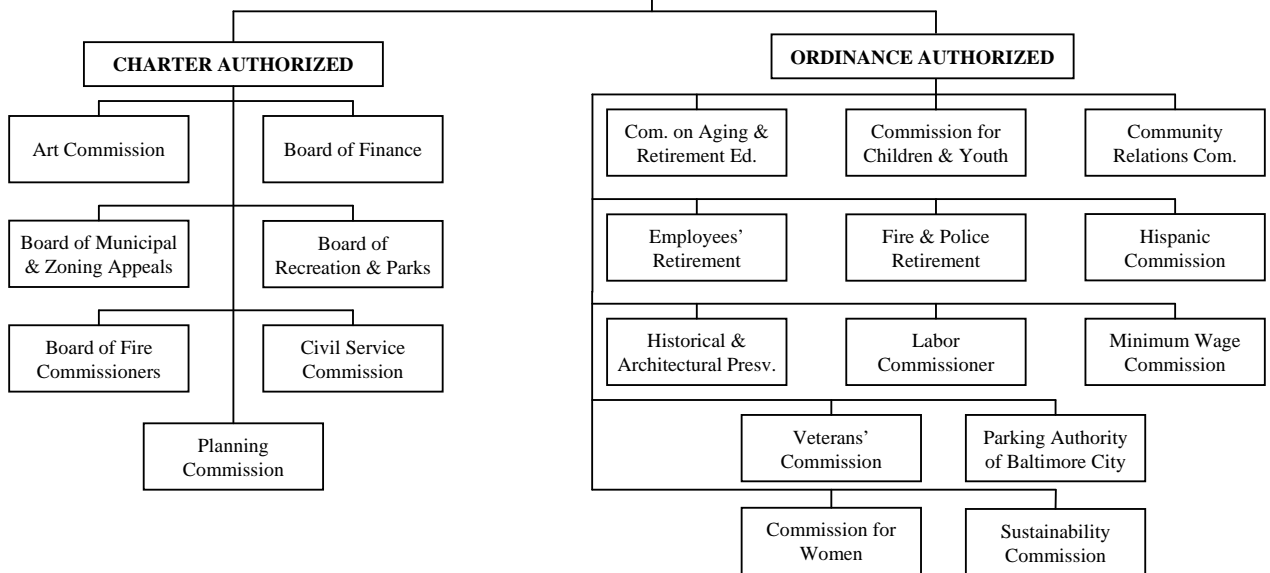 CHARTER AUTHORIZED
Art Commission
Board of Finance
Board of Municipal
& Zoning Appeals
Board of
Recreation & Parks
Board of Fire
Commissioners
Civil Service
Commission
Planning
Commission
ORDINANCE AUTHORIZED
Com. on Aging &
Retirement Ed.
Commission for
Children & Youth
Community
Relations Com.
Employees’
Retirement
Fire & Police
Retirement
Hispanic
Commission
Historical &
Architectural Presv.
Labor
Commissioner
Minimum Wage
Commission
Veterans’
Commission
Parking Authority
of Baltimore City
Commission for
Women
Sustainability
Commission